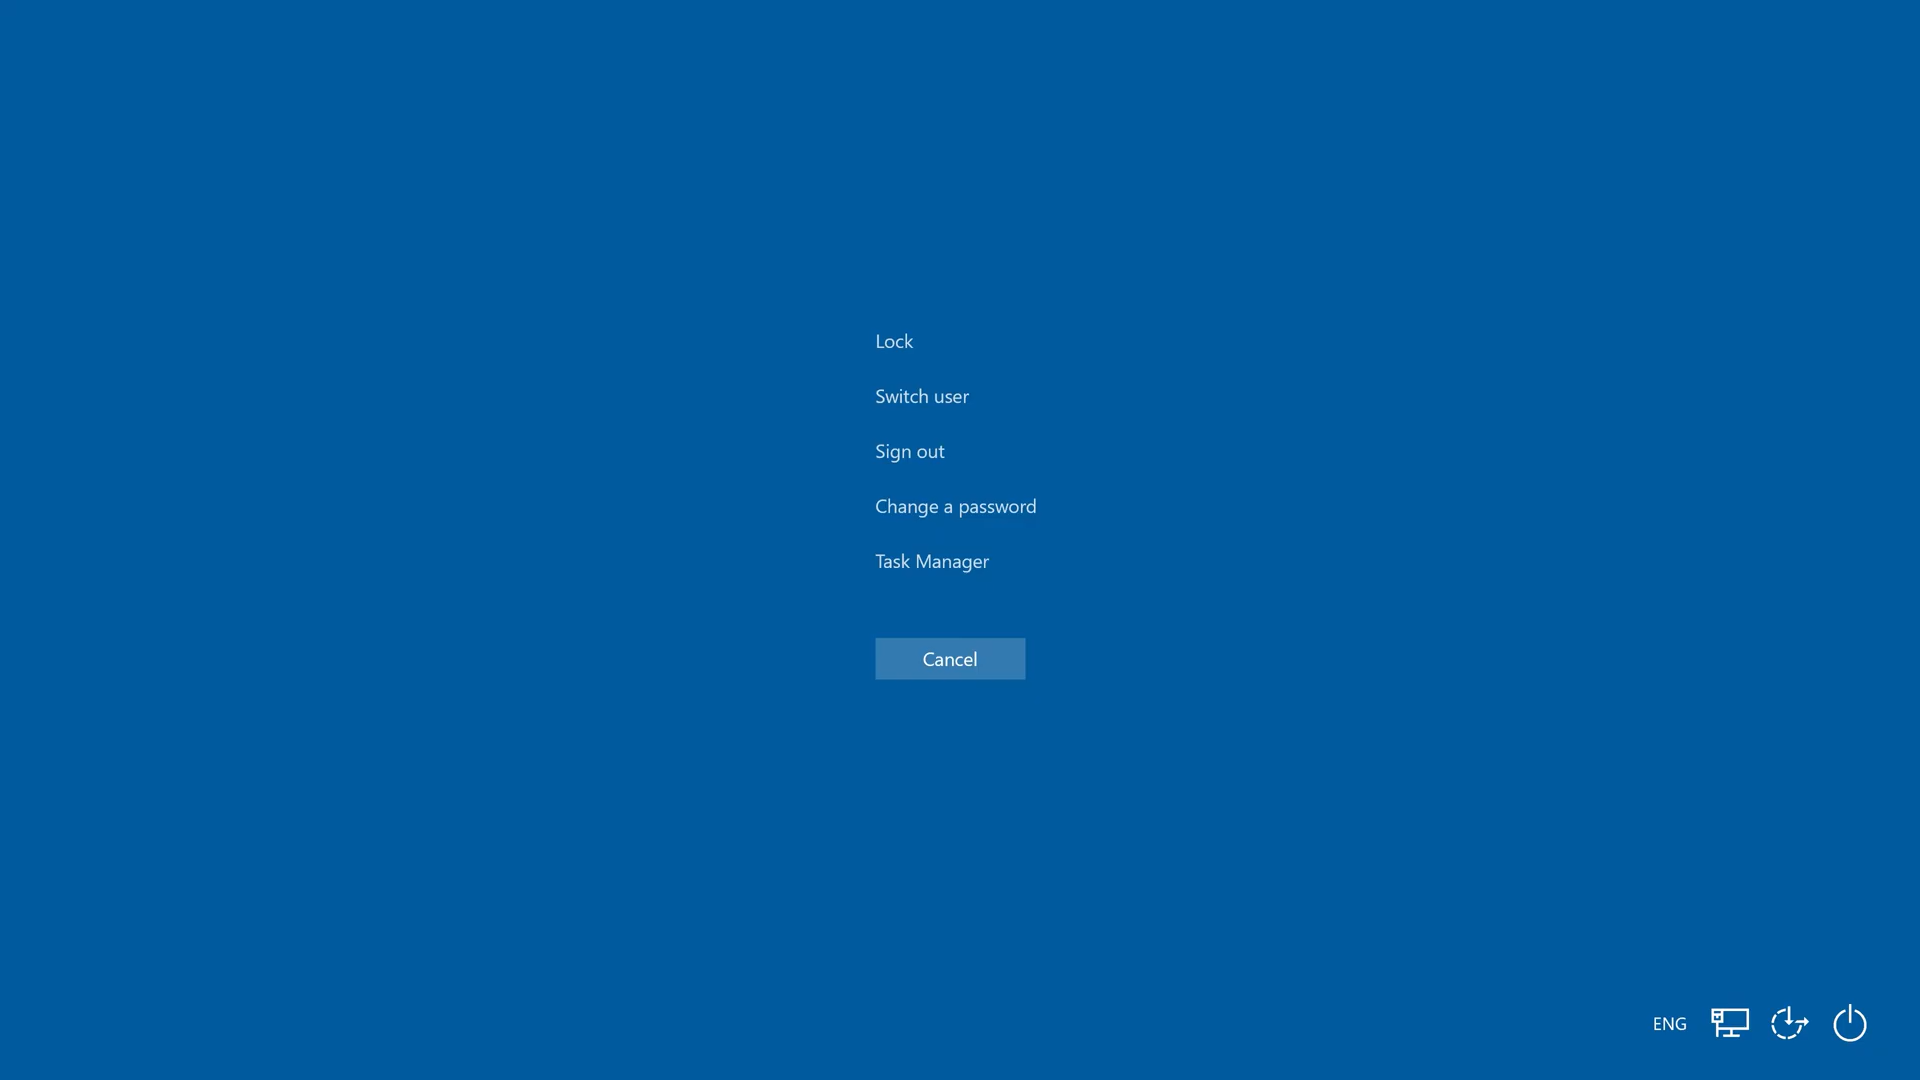 Lock
Switch user
Sign out
Change a password
Task Manager
Cancel
ENG